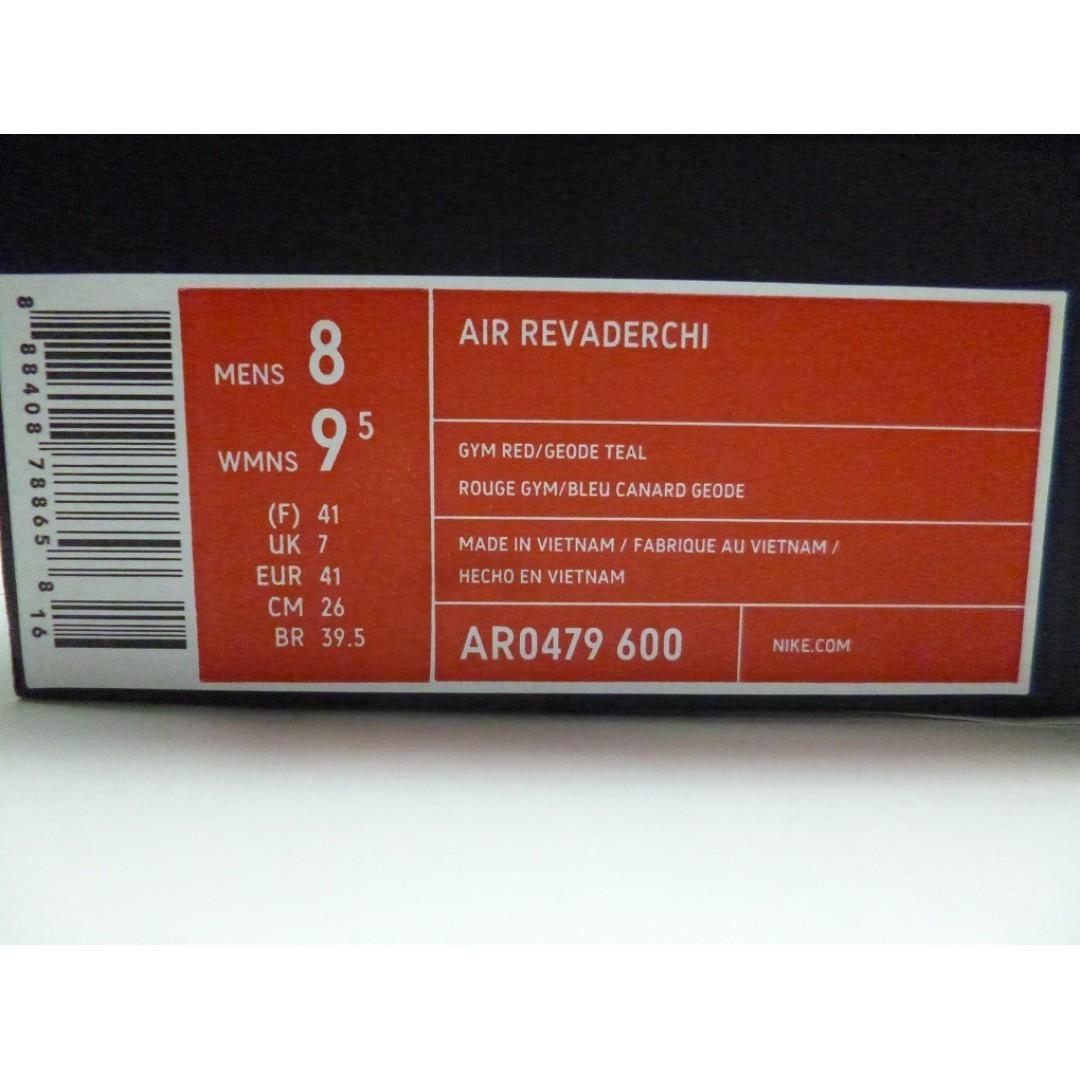 8 88408 78865 8 16
MENS 8
WMNS 9 5
(F) 41
UK 7
EUR 41
CM 26
BR 39.5
AIR REVADERCHI
GYM RED/GEODE TEAL
ROUGE GYM/BLEU CANARD GEODE
MADE IN VIETNAM / FABRIQUE AU VIETNAM /
HECHO EN VIETNAM
AR0479 600
NIKE.COM